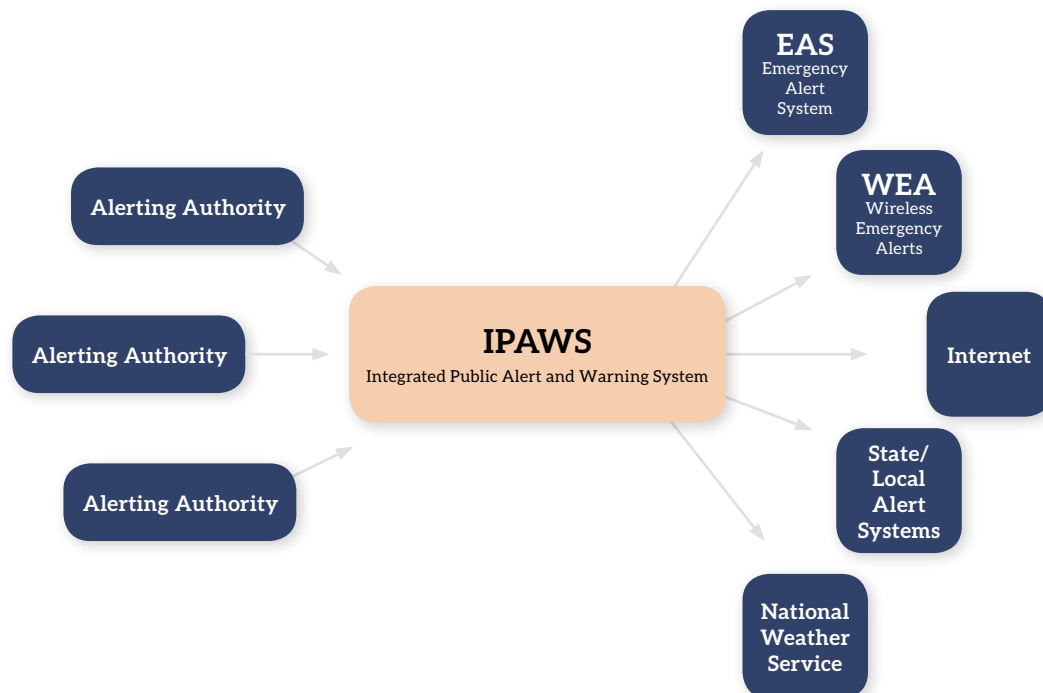 Alerting Authority
Alerting Authority
Alerting Authority
IPAWS
Integrated Public Alert and Warning System
EAS
Emergency
Alert
System
WEA
Wireless
Emergency
Alerts
Internet
State/
Local
Alert
Systems
National
Weather
Service